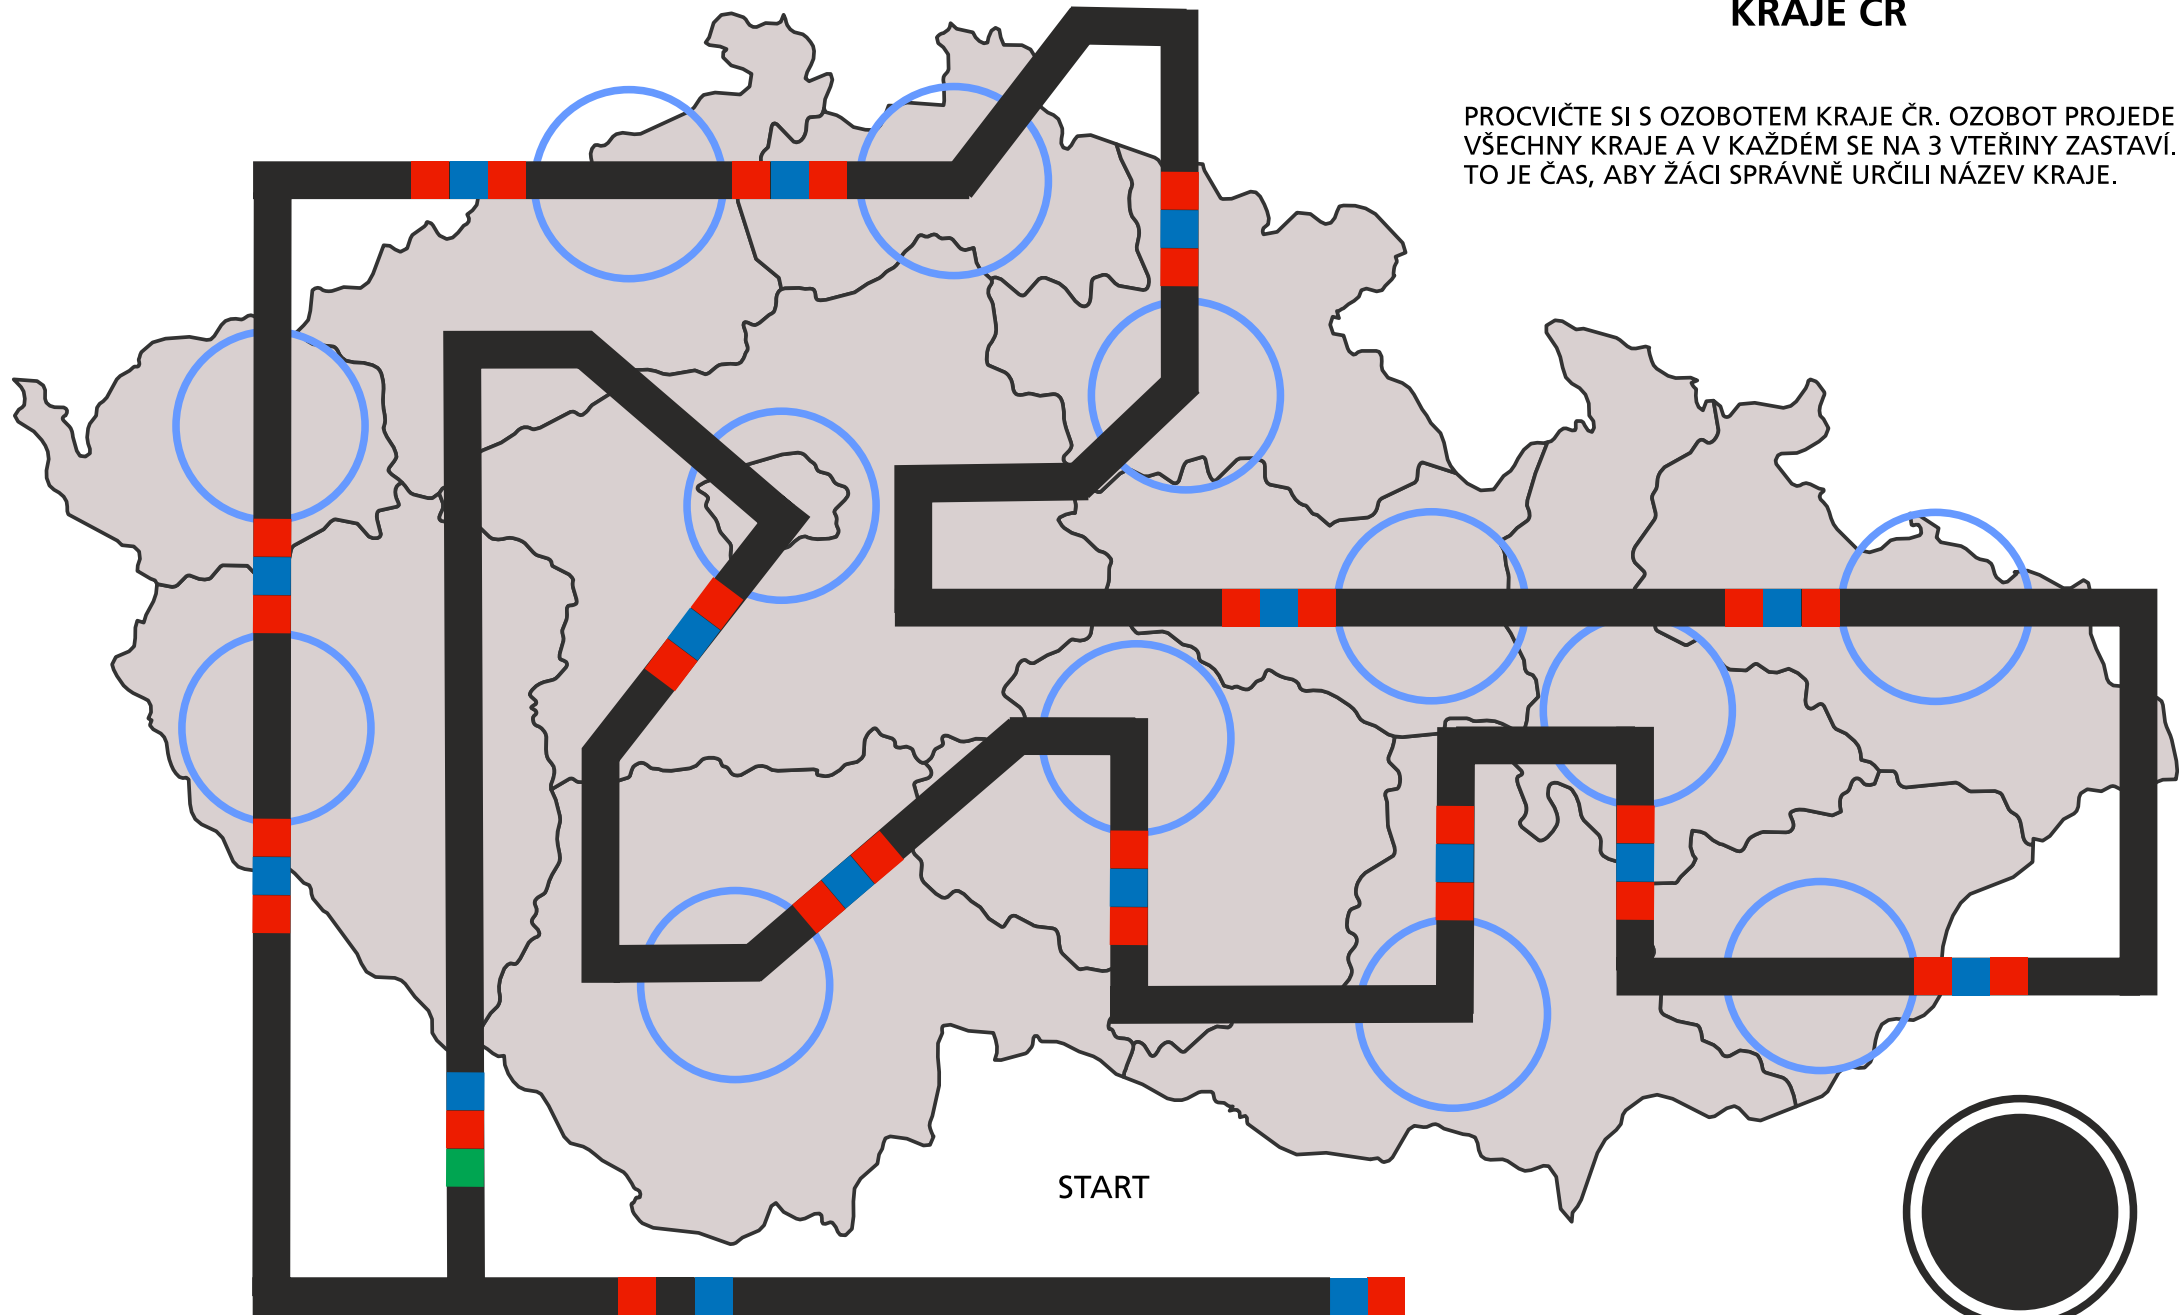 KRAJE ČR
PROCVIČTE SI S OZOBOTEM KRAJE ČR. OZOBOT PROJEDE
VŠECHNY KRAJE A V KAŽDÉM SE NA 3 VTEŘINY ZASTAVÍ.
TO JE ČAS, ABY ŽÁCI SPRÁVNĚ URČILI NÁZEV KRAJE.
START